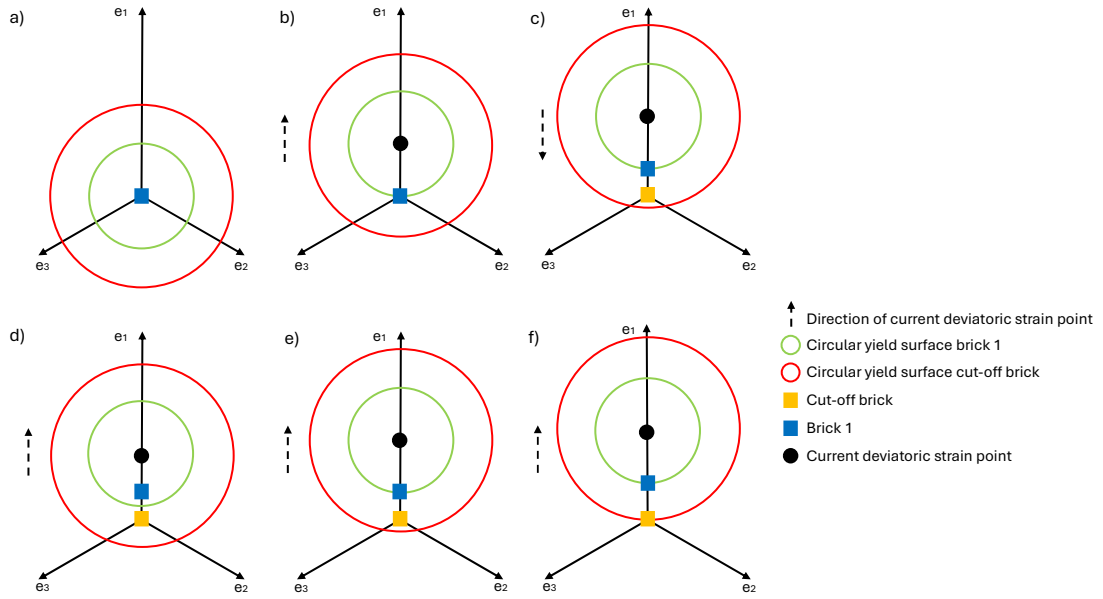 a)
e1
e3
e2
b)
e1
e3
e2
c)
e1
e3
e2
d)
e1
e3
e2
e)
e1
e3
e2
f)
e1
e3
e2
Direction of current deviatoric strain point
Circular yield surface brick 1
Circular yield surface cut-off brick
Cut-off brick
Brick 1
Current deviatoric strain point